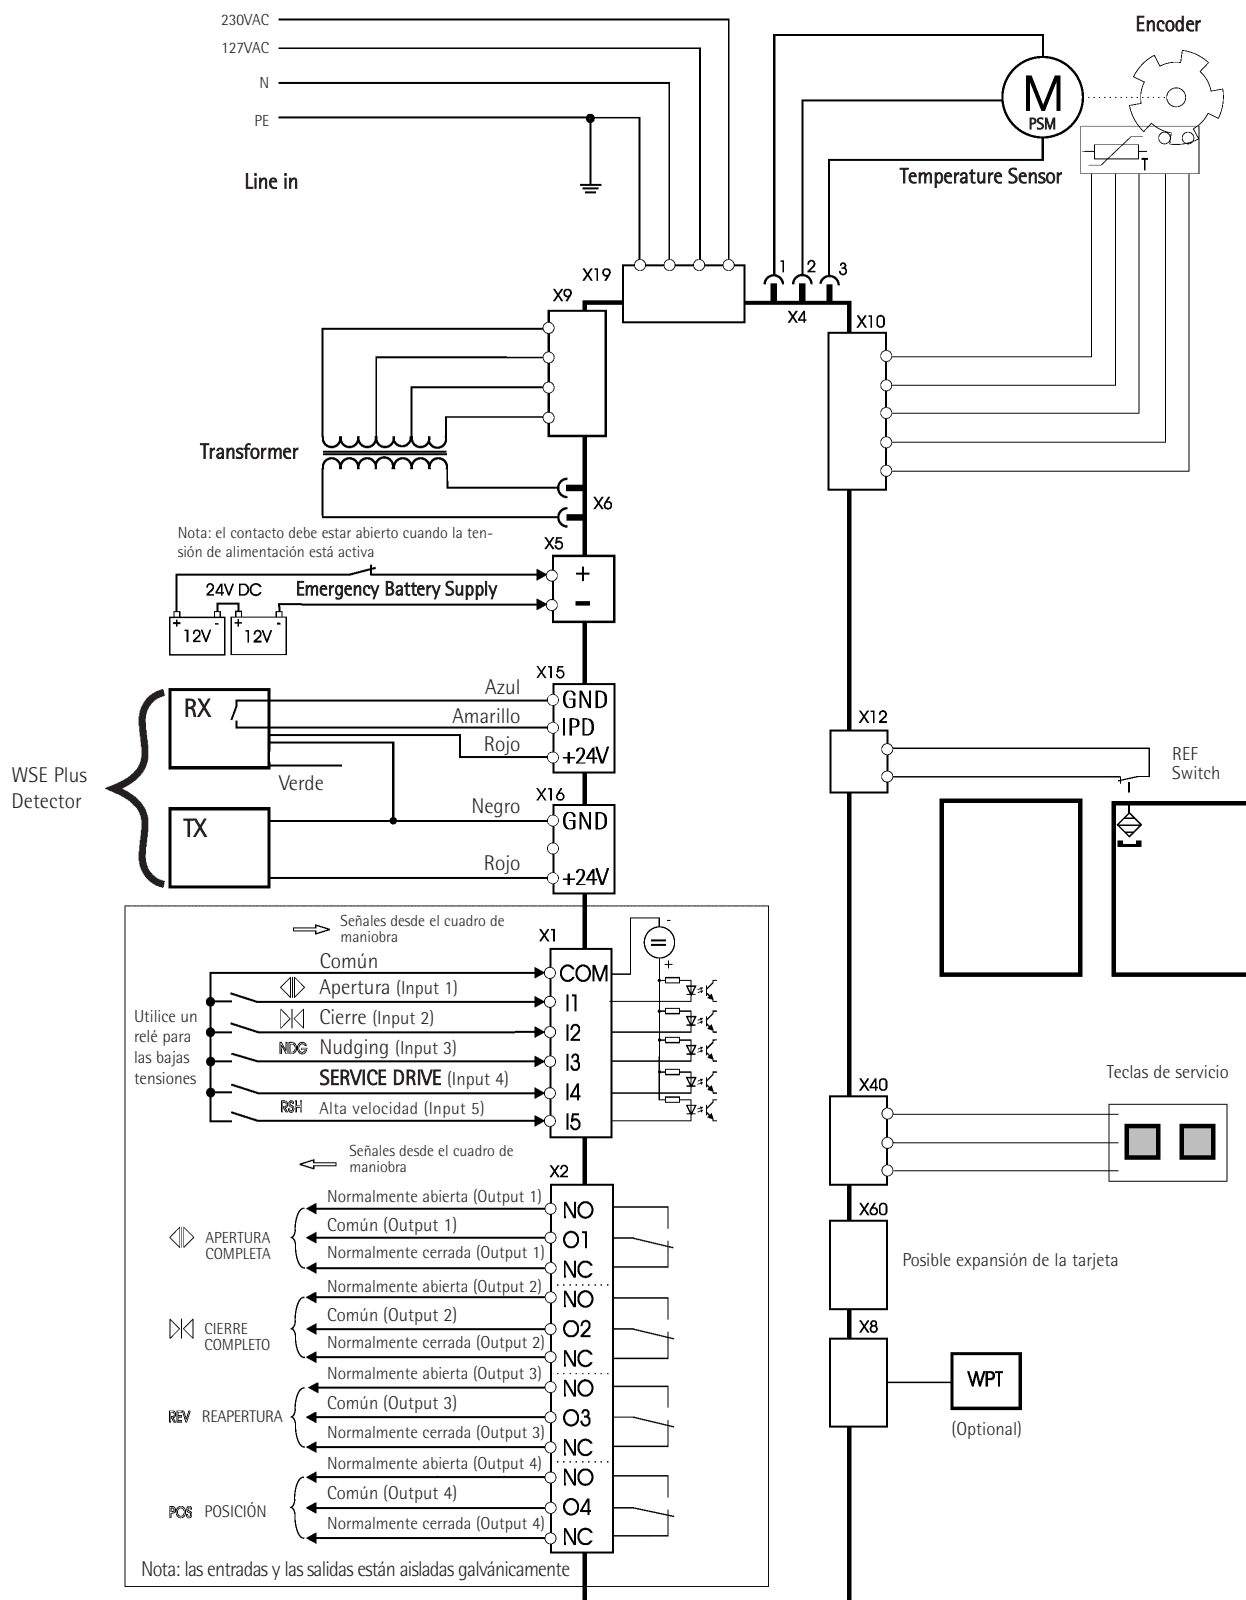 230VAC
127VAC
N
PE
Line in
Encoder
M
PSM
T
Temperature Sensor
X19
1
2
3
X4
X9
X10
Transformer
X6
Nota: el contacto debe estar abierto cuando la ten-
sión de alimentación está activa
X5
+
-
24V DC
Emergency Battery Supply
+ - + -
12V 12V
X15
Azul
GND
Amarillo
IPD
Rojo
+24V
RX
Verde
WSE Plus
Detector
X16
Negro
GND
TX
Rojo
+24V
X12
REF
Switch
Señales desde el cuadro de
maniobra
X1
-
+
Común
COM
Apertura (Input 1)
I1
Cierre (Input 2)
I2
NDG Nudging (Input 3)
I3
SERVICE DRIVE (Input 4)
I4
RSH Alta velocidad (Input 5)
I5
Utilice un
relé para
las bajas
tensiones
Teclas de servicio
X40
Señales desde el cuadro de
maniobra
X2
Normalmente abierta (Output 1)
NO
Común (Output 1)
O1
Normalmente cerrada (Output 1)
NC
APERTURA
COMPLETA
Normalmente abierta (Output 2)
NO
Común (Output 2)
O2
Normalmente cerrada (Output 2)
NC
CIERRE
COMPLETO
Normalmente abierta (Output 3)
NO
Común (Output 3)
O3
Normalmente cerrada (Output 3)
NC
REV REAPERTURA
Normalmente abierta (Output 4)
NO
Común (Output 4)
O4
Normalmente cerrada (Output 4)
NC
POS POSICIÓN
Nota: las entradas y las salidas están aisladas galvánicamente
X60
Posible expansión de la tarjeta
X8
WPT
(Optional)